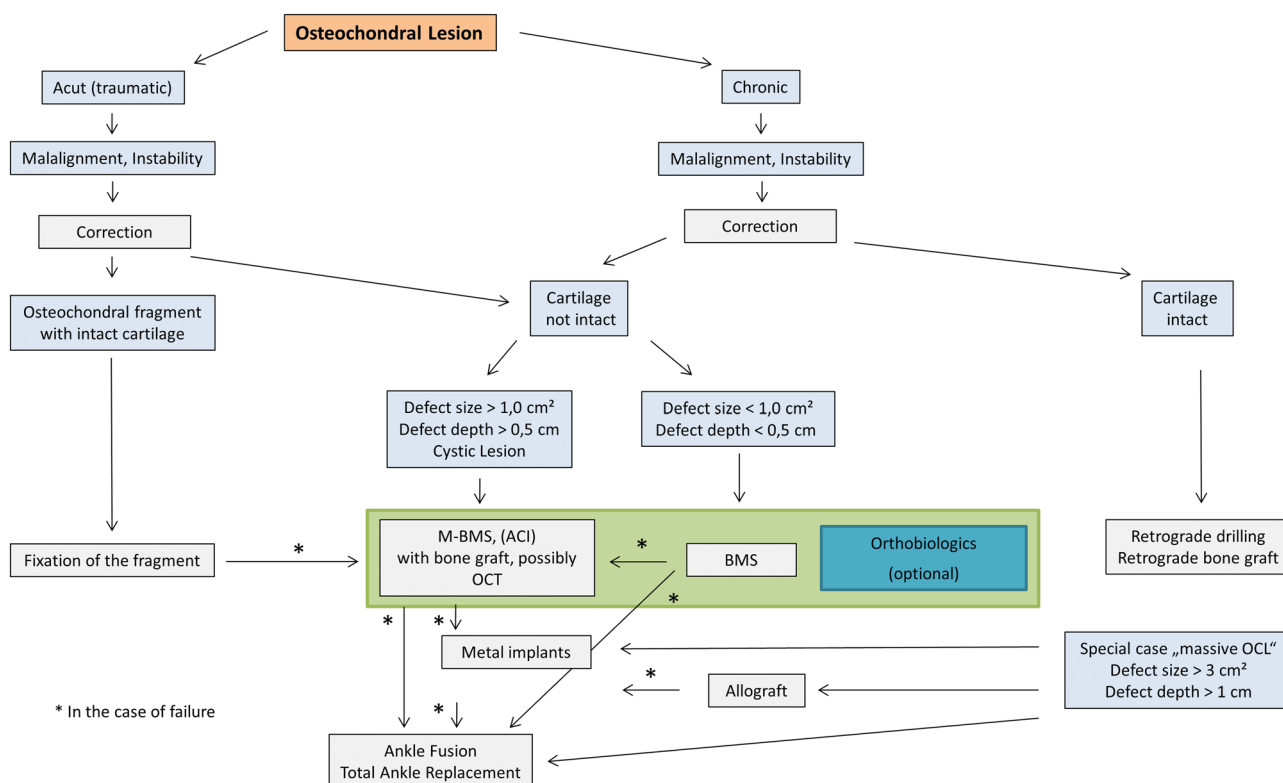 Osteochondral Lesion
Acut (traumatic)
Chronic
Malalignment, Instability
Malalignment, Instability
Correction
Correction
Osteochondral fragment
with intact cartilage
Cartilage
not intact
Cartilage
intact
Defect size > 1,0 cm²
Defect depth > 0,5 cm
Cystic Lesion
Defect size < 1,0 cm²
Defect depth < 0,5 cm
Fixation of the fragment
*
M-BMS, (ACI)
with bone graft, possibly
OCT
*
BMS
Orthobiologics
(optional)
Retrograde drilling
Retrograde bone graft
*
*
*
Metal implants
Special case „massive OCL“
Defect size > 3 cm²
Defect depth > 1 cm
*
Allograft
* In the case of failure
*
Ankle Fusion
Total Ankle Replacement